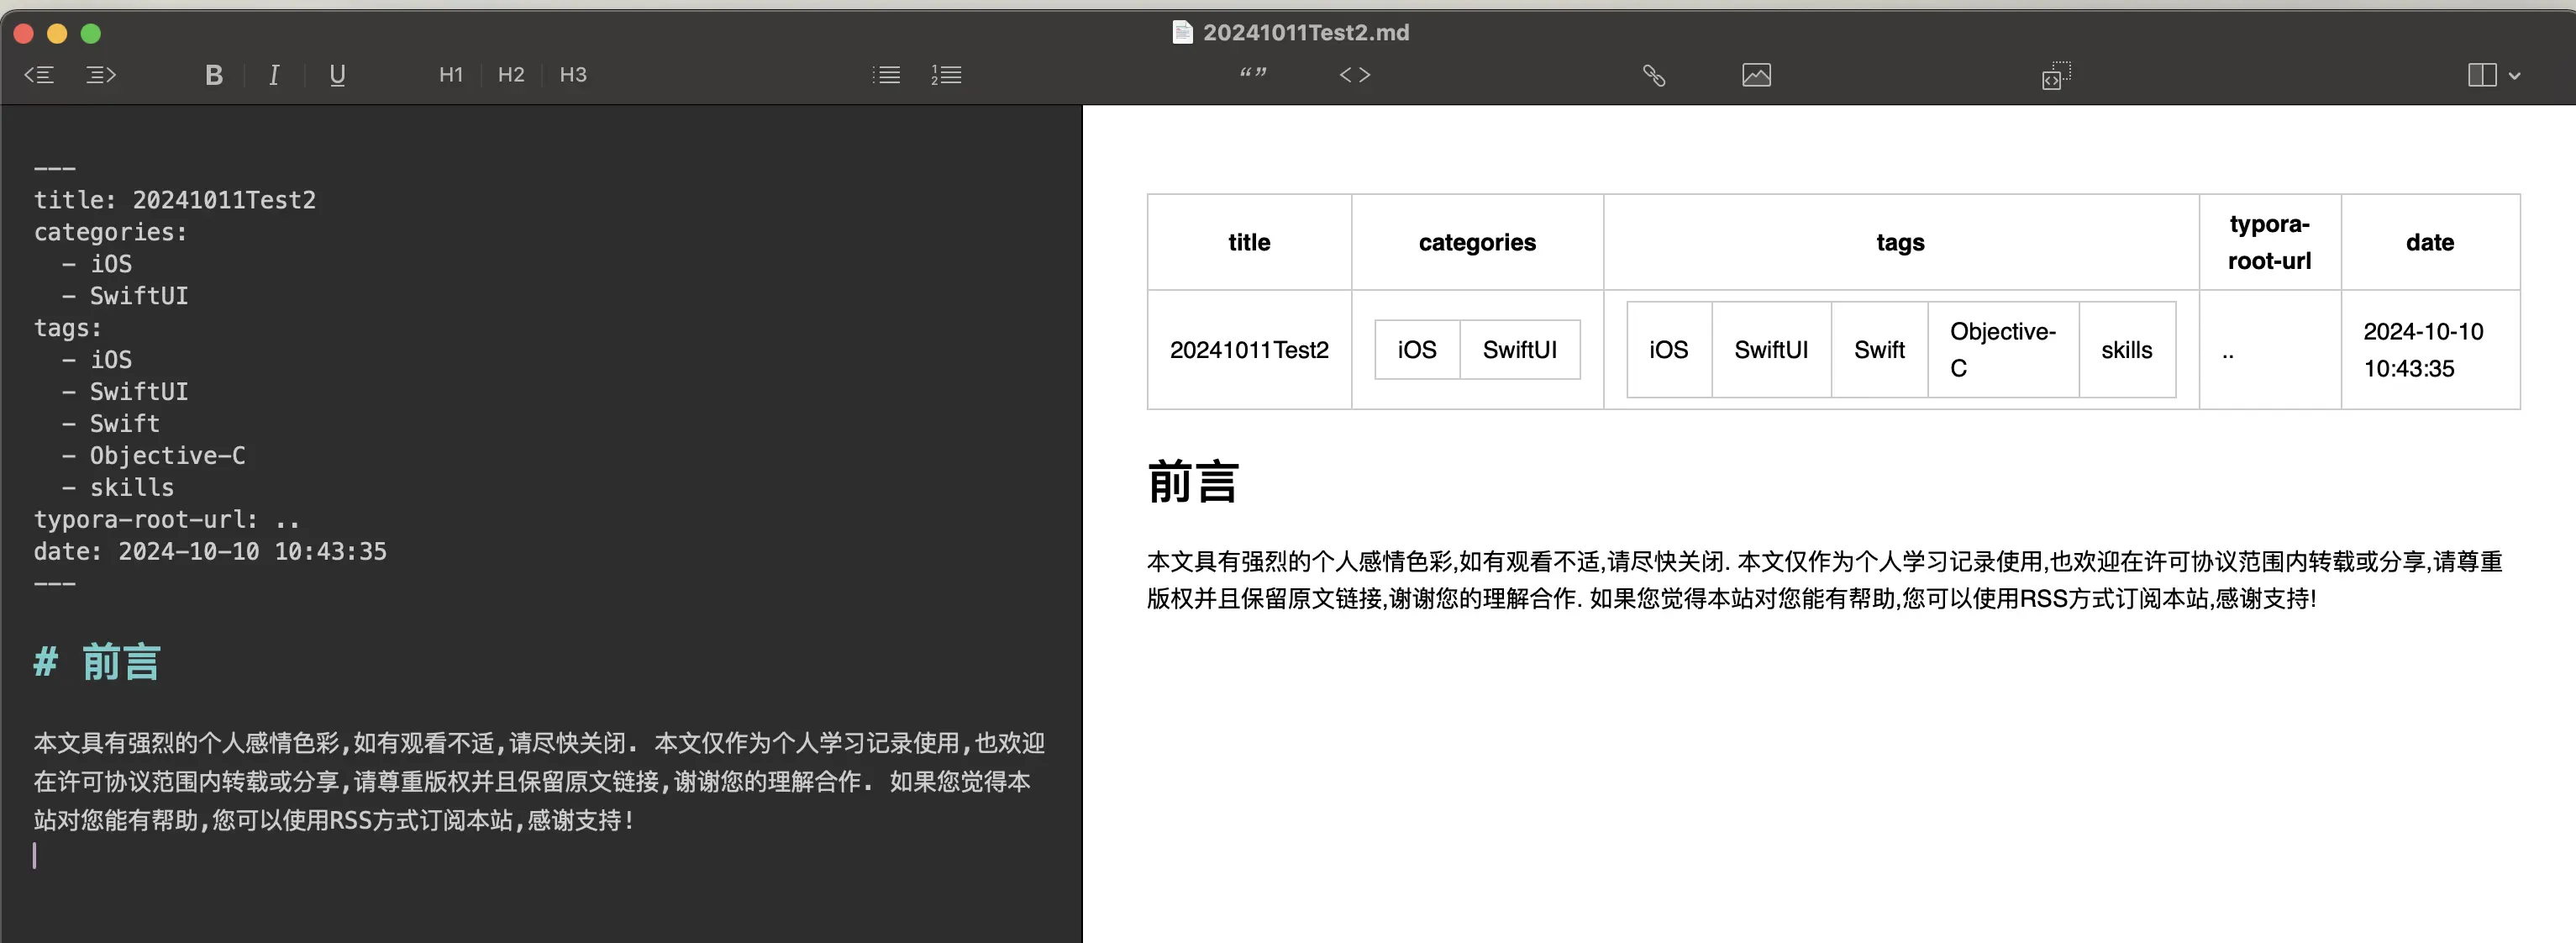 20241011Test2.md
B I U H1 H2 H3
---
title: 20241011Test2
categories:
- iOS
- SwiftUI
tags:
- iOS
- SwiftUI
- Swift
- Objective-C
- skills
typora-root-url: ..
date: 2024-10-10 10:43:35
---
# 前言
本文具有强烈的个人感情色彩,如有观看不适,请尽快关闭. 本文仅作为个人学习记录使用,也欢迎
在许可协议范围内转载或分享,请尊重版权并且保留原文链接,谢谢您的理解合作. 如果您觉得本
站对您能有帮助,您可以使用RSS方式订阅本站,感谢支持!
title categories tags typora-root-url date
20241011Test2 iOS SwiftUI iOS SwiftUI Swift Objective-C skills .. 2024-10-10 10:43:35
前言
本文具有强烈的个人感情色彩,如有观看不适,请尽快关闭. 本文仅作为个人学习记录使用,也欢迎在许可协议范围内转载或分享,请尊重
版权并且保留原文链接,谢谢您的理解合作. 如果您觉得本站对您能有帮助,您可以使用RSS方式订阅本站,感谢支持!